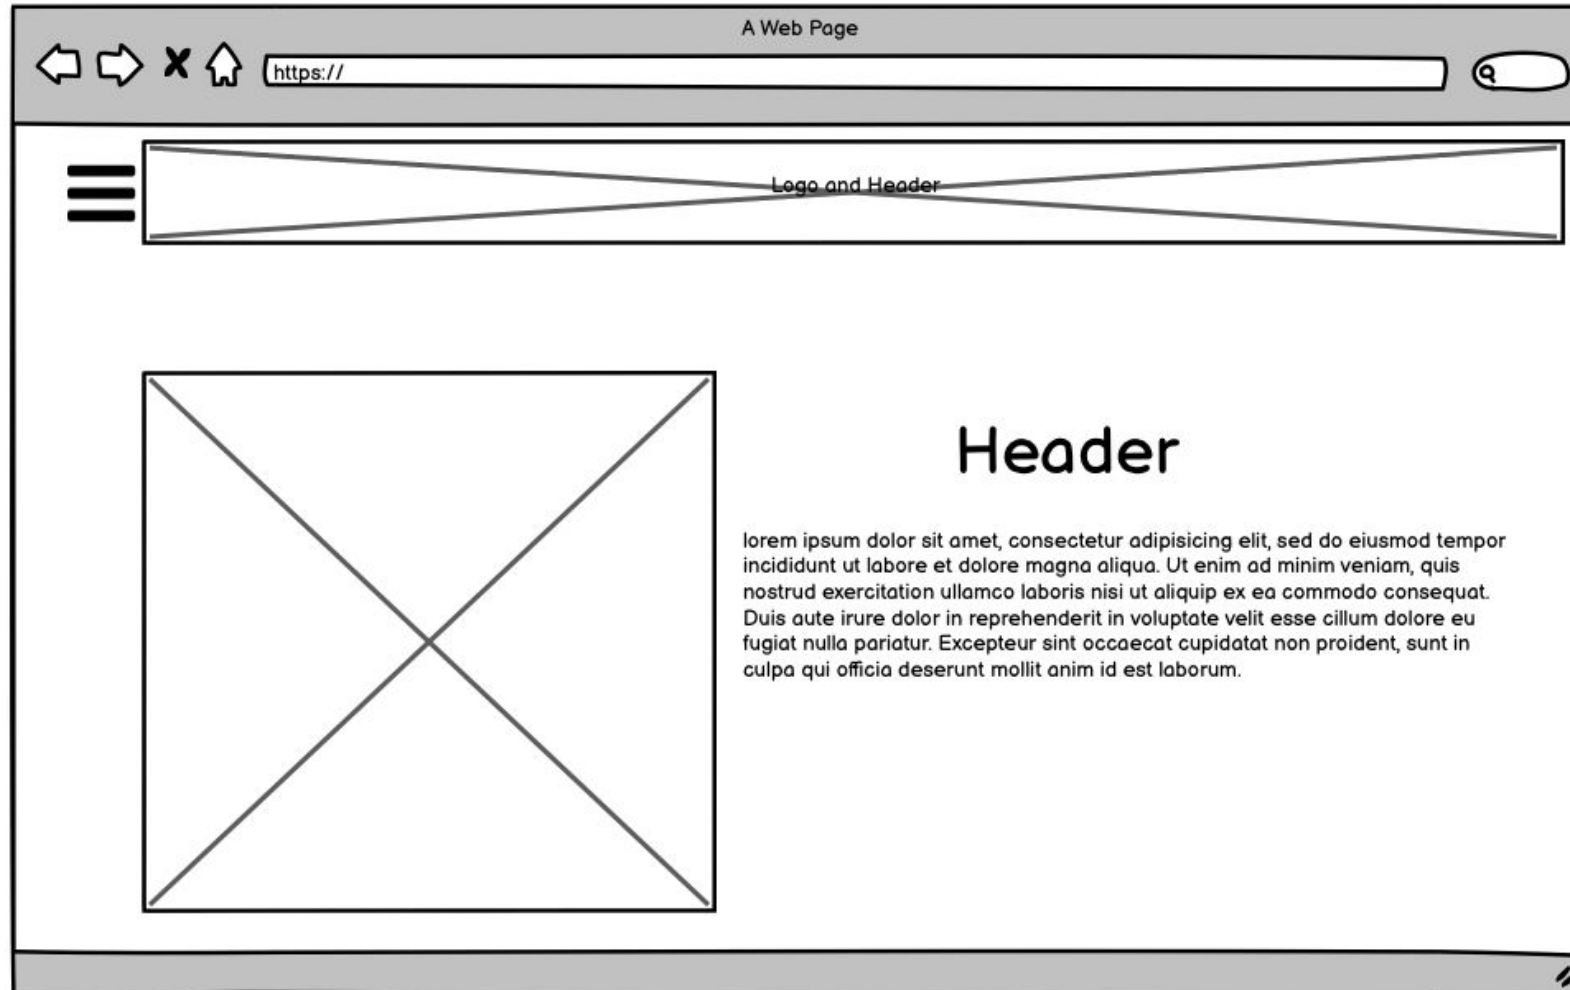 A Web Page
https://
Logo and Header
Header
lorem ipsum dolor sit amet, consectetur adipisicing elit, sed do eiusmod tempor
incididunt ut labore et dolore magna aliqua. Ut enim ad minim veniam, quis
nostrud exercitation ullamco laboris nisi ut aliquip ex ea commodo consequat.
Duis aute irure dolor in reprehenderit in voluptate velit esse cillum dolore eu
fugiat nulla pariatur. Excepteur sint occaecat cupidatat non proident, sunt in
culpa qui officia deserunt mollit anim id est laborum.